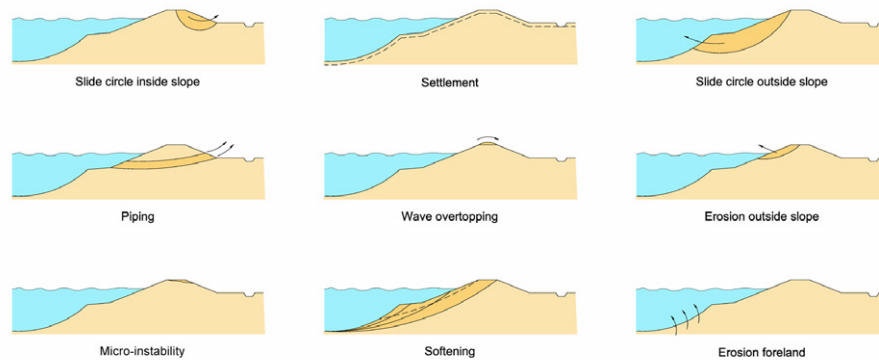 Slide circle inside slope
Settlement
Slide circle outside slope
Piping
Wave overtopping
Erosion outside slope
Micro-instability
Softening
Erosion foreland